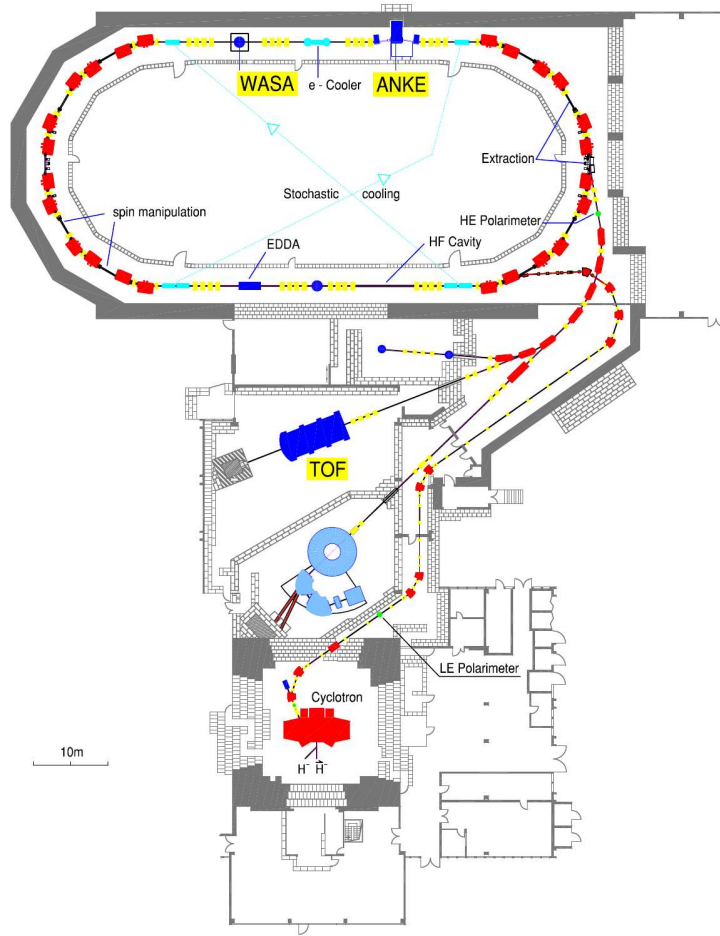 WASA
e - Cooler
ANKE
Extraction
Stochastic cooling
spin manipulation
HE Polarimeter
EDDA
HF Cavity
TOF
LE Polarimeter
Cyclotron
10m
H⁻ H⃗⁻